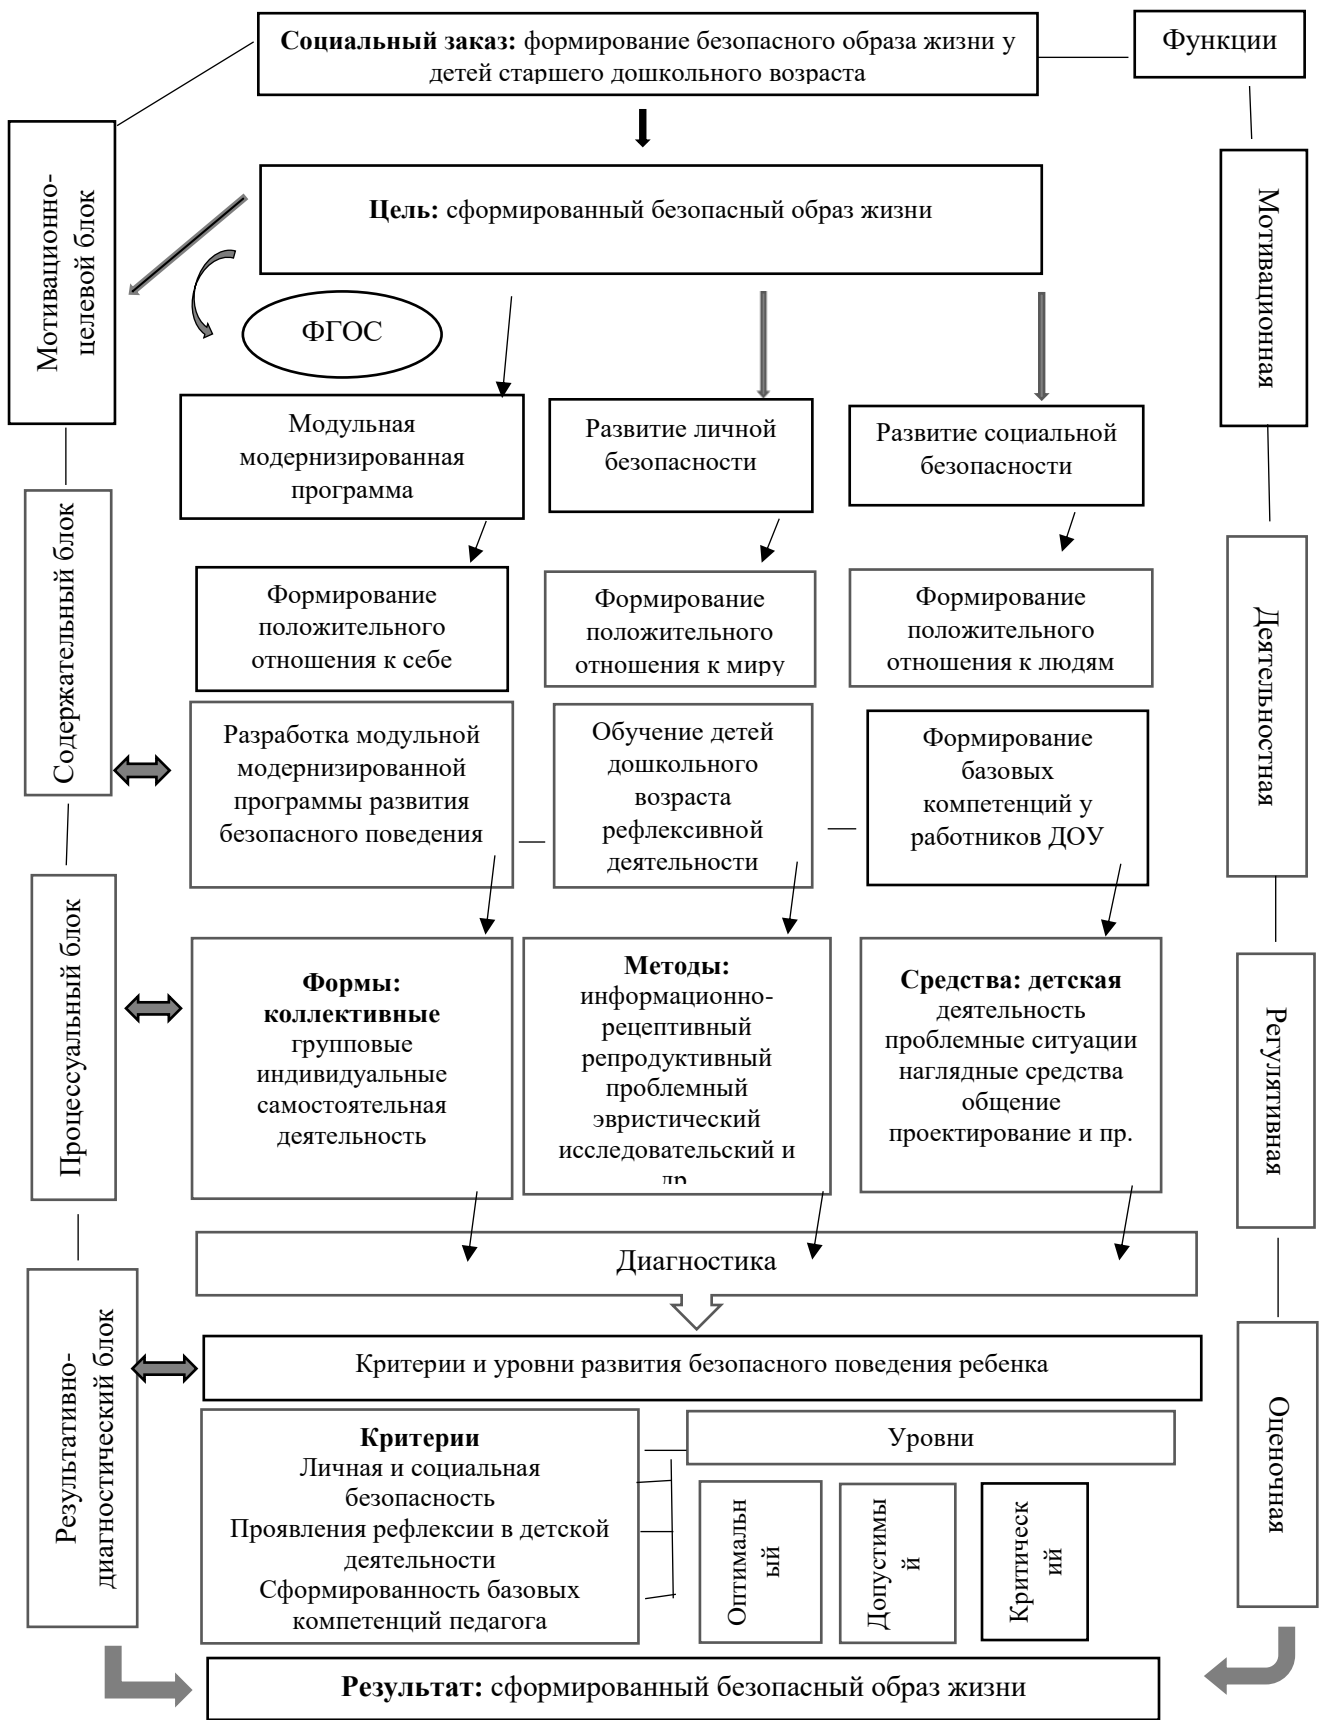 Социальный заказ: формирование безопасного образа жизни у
детей старшего дошкольного возраста
Функции
Мотивационно-
целевой блок
Цель: сформированный безопасный образ жизни
Мотивационная
ФГОС
Модульная
модернизированная
программа
Развитие личной
безопасности
Развитие социальной
безопасности
Содержательный блок
Формирование
положительного
отношения к себе
Формирование
положительного
отношения к миру
Формирование
положительного
отношения к людям
Деятельностная
Разработка модульной
модернизированной
программы развития
безопасного поведения
Обучение детей
дошкольного
возраста
рефлексивной
деятельности
Формирование
базовых
компетенций у
работников ДОУ
Процессуальный блок
Формы:
коллективные
групповые
индивидуальные
самостоятельная
деятельность
Методы:
информационно-
рецептивный
репродуктивный
проблемный
эвристический
исследовательский и
др
Средства: детская
деятельность
проблемные ситуации
наглядные средства
общение
проектирование и пр.
Регулятивная
Диагностика
Результативно-
диагностический блок
Критерии и уровни развития безопасного поведения ребенка
Критерии
Личная и социальная
безопасность
Проявления рефлексии в детской
деятельности
Сформированность базовых
компетенций педагога
Уровни
Оптимальн
ый
Допустимы
й
Критическ
ий
Оценочная
Результат: сформированный безопасный образ жизни